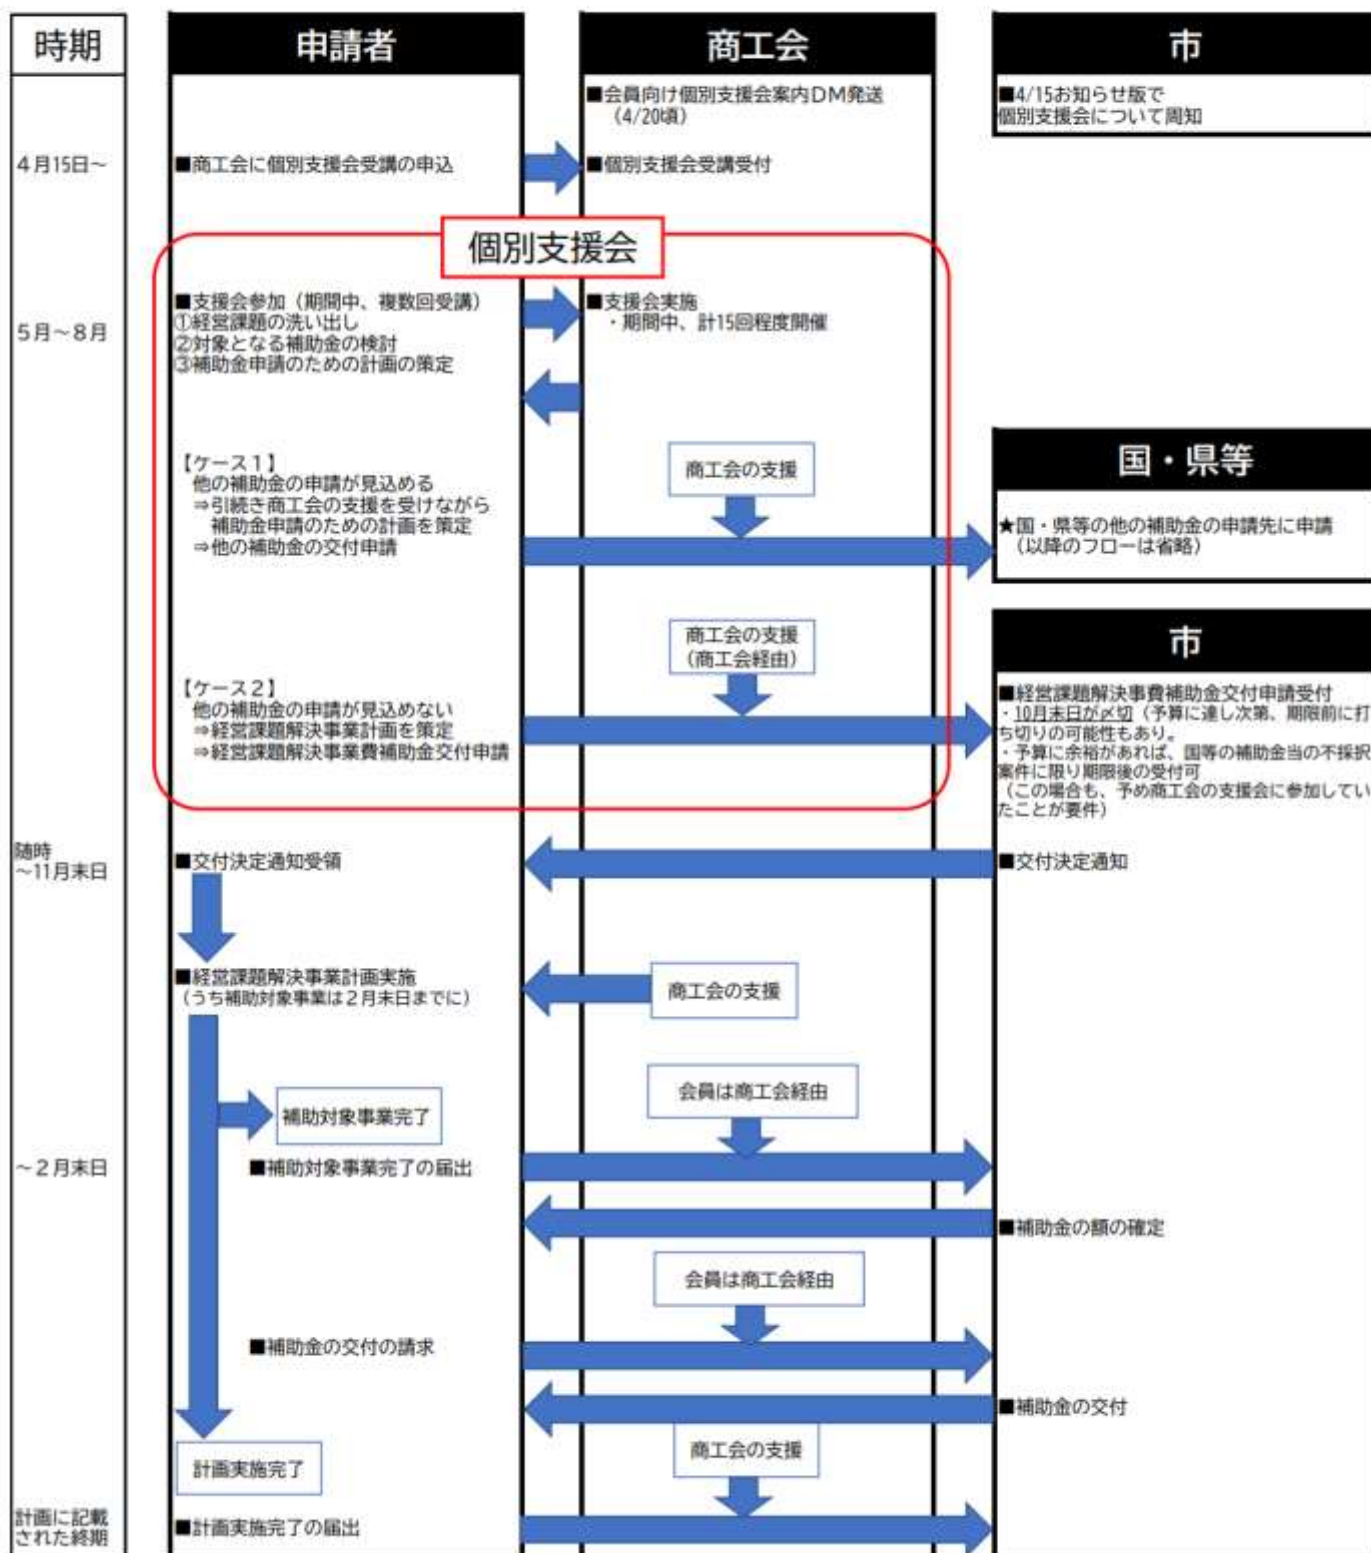 時期
申請者
商工会
市
■会員向け個別支援会案内DM発送
(4/20頃)
■4/15お知らせ版で
個別支援会について周知
4月15日～
■商工会に個別支援会受講の申込
■個別支援会受講受付
個別支援会
5月～8月
■支援会参加（期間中、複数回受講）
①経営課題の洗い出し
②対象となる補助金の検討
③補助金申請のための計画の策定
■支援会実施
・期間中、計15回程度開催
【ケース1】
他の補助金の申請が見込める
⇒引続き商工会の支援を受けながら
補助金申請のための計画を策定
⇒他の補助金の交付申請
商工会の支援
国・県等
★国・県等の他の補助金の申請先に申請
（以降のフローは省略）
【ケース2】
他の補助金の申請が見込めない
⇒経営課題解決事業計画を策定
⇒経営課題解決事業費補助金交付申請
商工会の支援
（商工会経由）
市
■経営課題解決事費補助金交付申請受付
・10月末日が〆切（予算に達し次第、期限前に打
ち切りの可能性もあり。
・予算に余裕があれば、国等の補助金当の不採択
案件に限り期限後の受付可
（この場合も、予め商工会の支援会に参加してい
たことが要件）
随時
～11月末日
■交付決定通知受領
■交付決定通知
■経営課題解決事業計画実施
（うち補助対象事業は2月末日までに）
商工会の支援
補助対象事業完了
会員は商工会経由
～2月末日
■補助対象事業完了の届出
■補助金の額の確定
会員は商工会経由
■補助金の交付の請求
■補助金の交付
計画実施完了
商工会の支援
計画に記載
された終期
■計画実施完了の届出